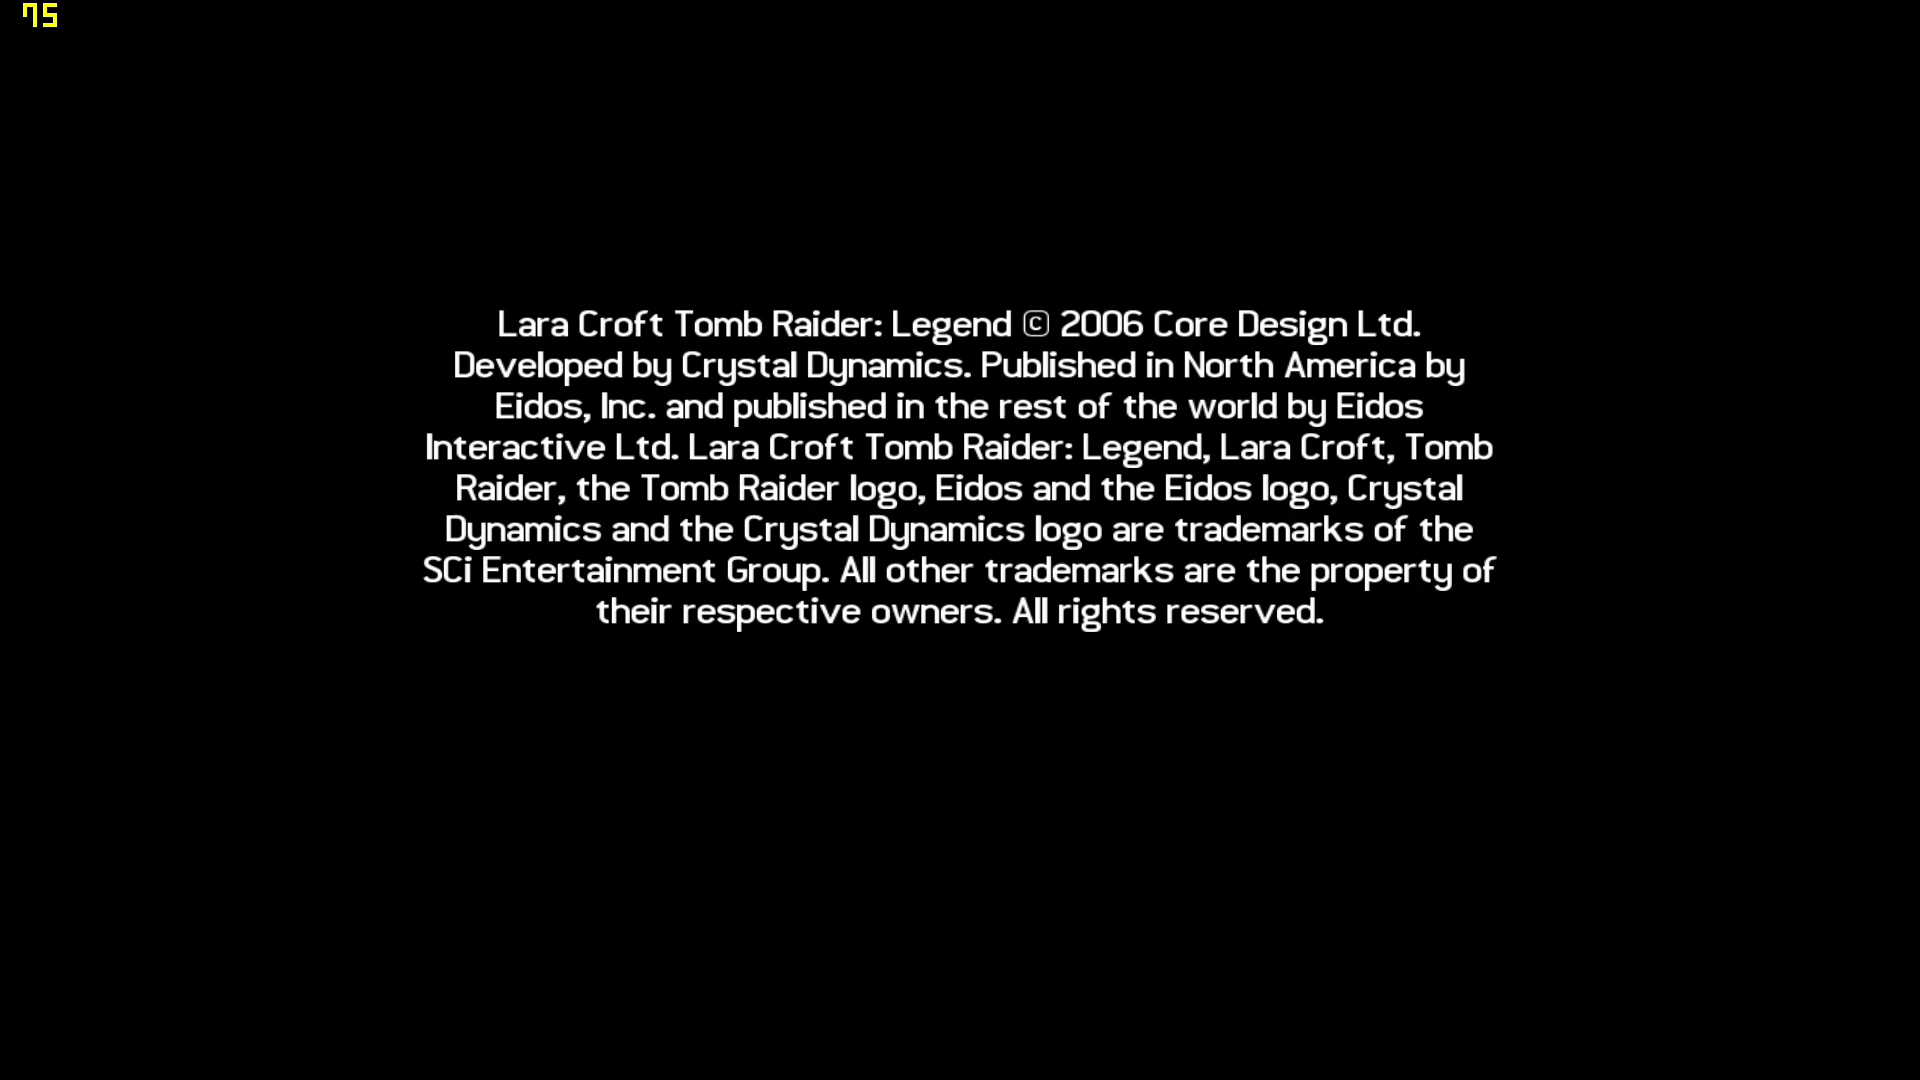 75
Lara Croft Tomb Raider: Legend © 2006 Core Design Ltd.
Developed by Crystal Dynamics. Published in North America by
Eidos, Inc. and published in the rest of the world by Eidos
Interactive Ltd. Lara Croft Tomb Raider: Legend, Lara Croft, Tomb
Raider, the Tomb Raider logo, Eidos and the Eidos logo, Crystal
Dynamics and the Crystal Dynamics logo are trademarks of the
SCi Entertainment Group. All other trademarks are the property of
their respective owners. All rights reserved.